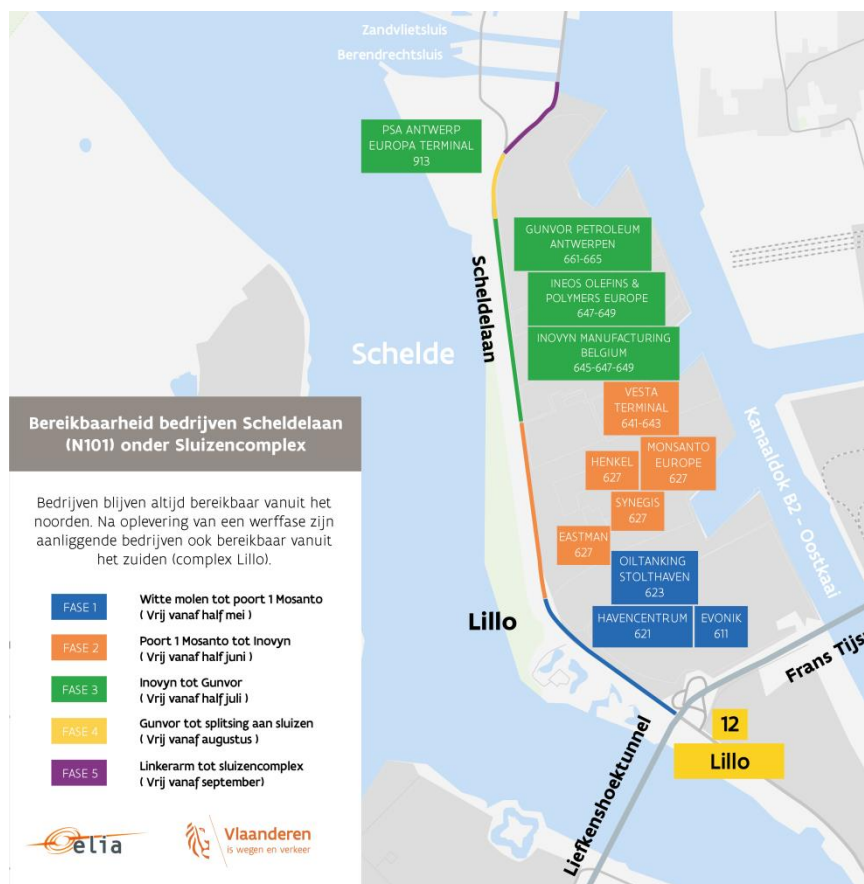 Zandvlietsluis
Berendrechtsluis
PSA ANTWERP
EUROPA TERMINAL
913
GUNVOR PETROLEUM
ANTWERPEN
661-665
INEOS OLEFINS &
POLYMERS EUROPE
647-649
INOVYN MANUFACTURING
BELGIUM
645-647-649
Scheldelaan
Schelde
VESTA
TERMINAL
641-643
HENKEL
627
MONSANTO
EUROPE
627
SYNEGIS
627
EASTMAN
627
OILTANKING
STOLTHAVEN
623
HAVENCENTRUM
621
EVONIK
611
Kanaaldok B2 - Oostkaai
Lillo
Frans Tijs
Liefkenshoektunnel
12
Lillo
Bereikbaarheid bedrijven Scheldelaan
(N101) onder Sluizencomplex
Bedrijven blijven altijd bereikbaar vanuit het
noorden. Na oplevering van een werffase zijn
aanliggende bedrijven ook bereikbaar vanuit
het zuiden (complex Lillo).
FASE 1
Witte molen tot poort 1 Mosanto
( Vrij vanaf half mei )
FASE 2
Poort 1 Mosanto tot Inovyn
( Vrij vanaf half juni )
FASE 3
Inovyn tot Gunvor
(Vrij vanaf half juli )
FASE 4
Gunvor tot splitsing aan sluizen
( Vrij vanaf augustus )
FASE 5
Linkerarm tot sluizencomplex
( Vrij vanaf september)
elia
Vlaanderen
is wegen en verkeer